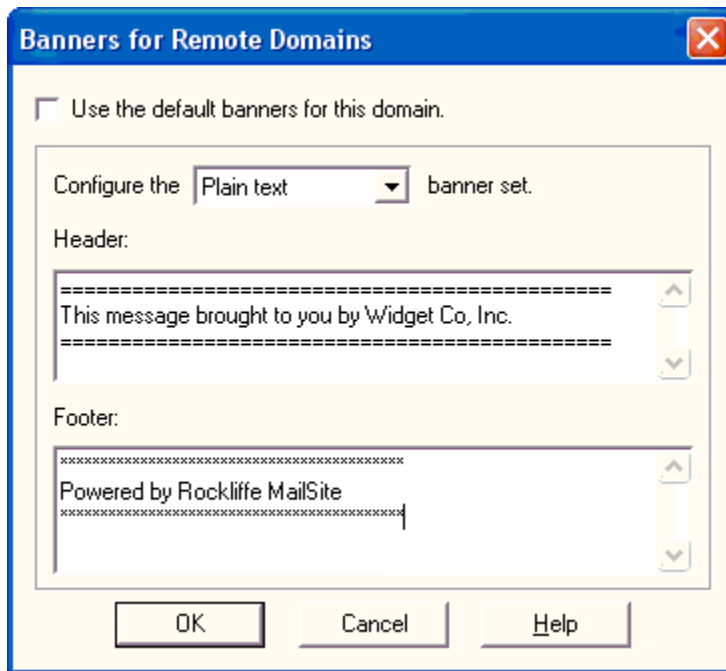 Banners for Remote Domains
Use the default banners for this domain.
Configure the Plain text banner set.
Header:
==============================================
This message brought to you by Widget Co, Inc.
==============================================
Footer:
*******************************************
Powered by Rockliffe MailSite
*******************************************
OK Cancel Help